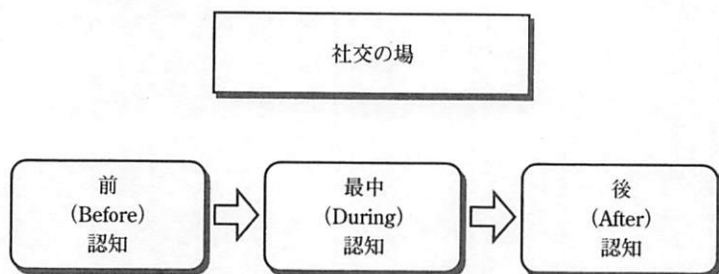 社交の場
前
(Before)
認知
最中
(During)
認知
後
(After)
認知